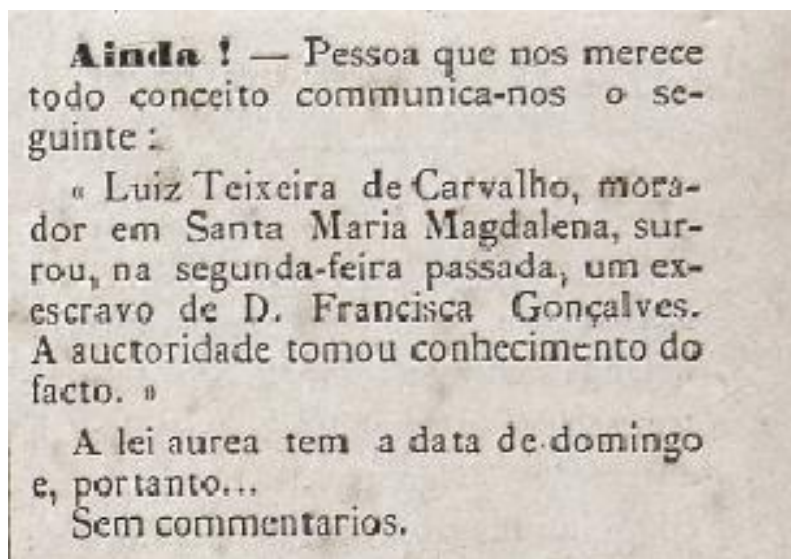 Ainda ! — Pessoa que nos merece
todo conceito communica-nos o se-
guinte :
« Luiz Teixeira de Carvalho, mora-
dor em Santa Maria Magdalena, sur-
rou, na segunda-feira passada, um ex-
escravo de D. Francisca Gonçalves.
A auctoridade tomou conhecimento do
facto. »
A lei aurea tem a data de domingo
e, portanto...
Sem commentarios.